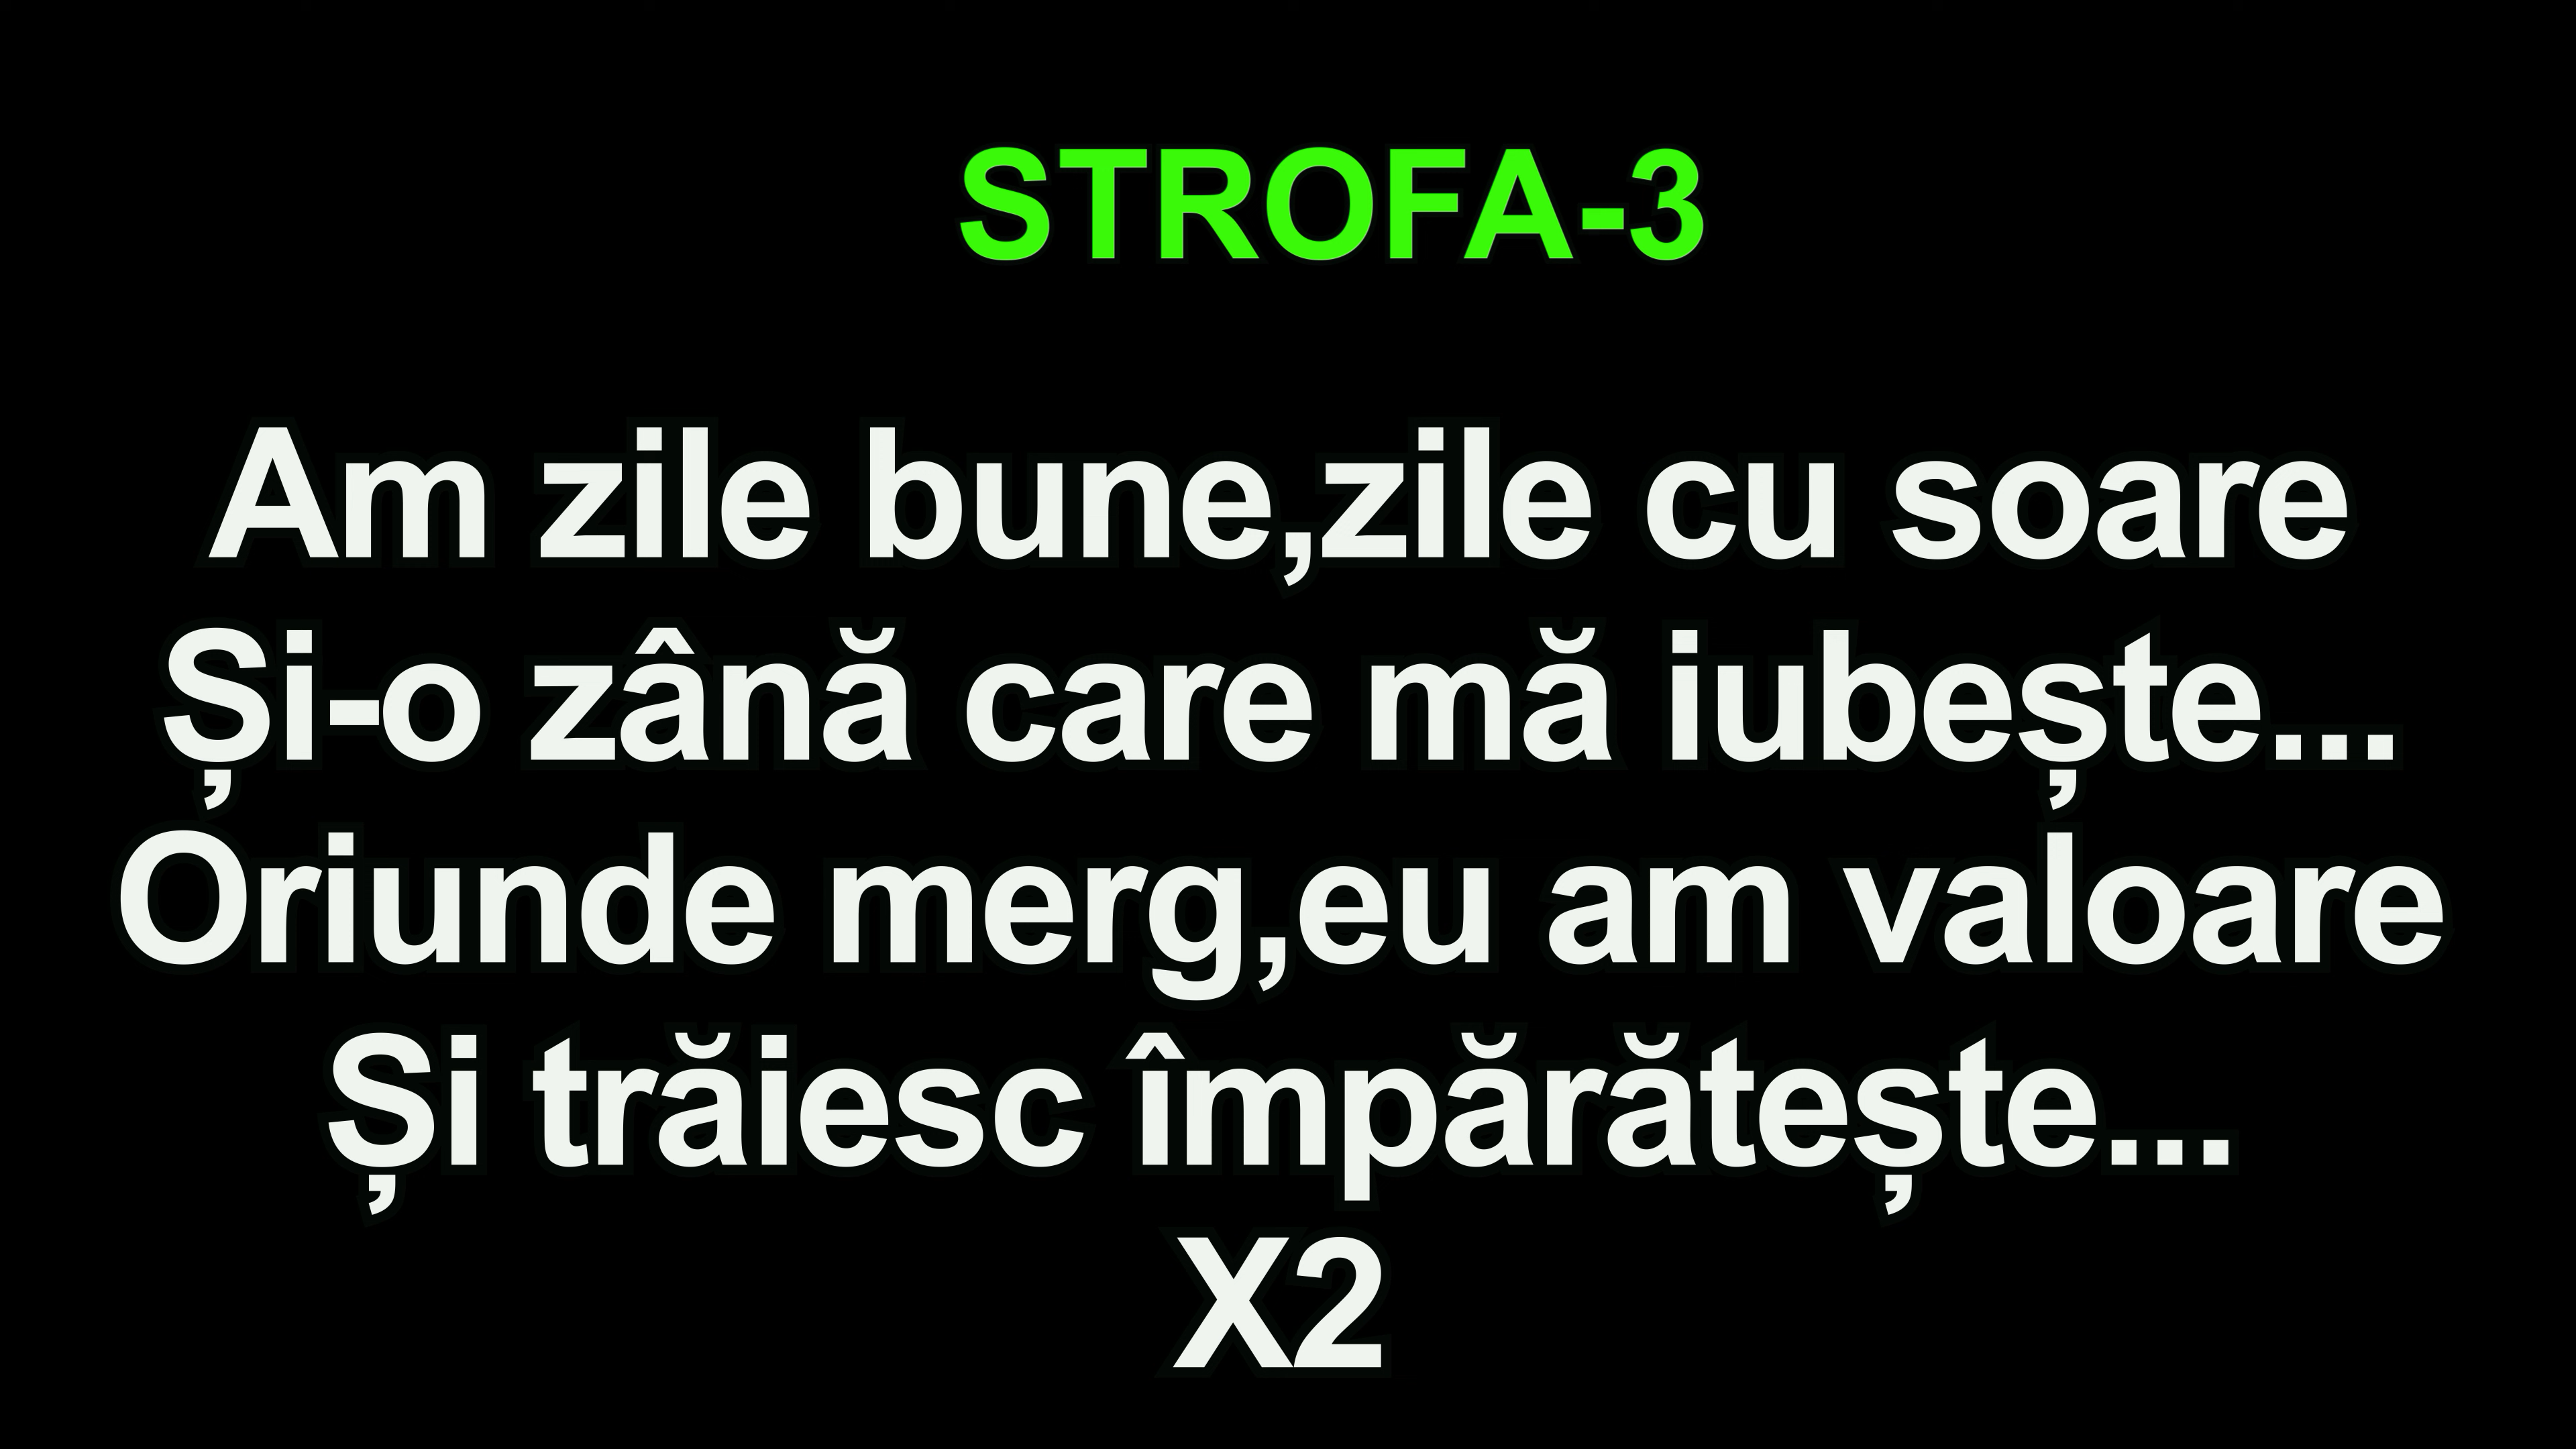 STROFA-3
Am zile bune,zile cu soare
Și-o zână care mă iubește...
Oriunde merg,eu am valoare
Și trăiesc împărătește...
X2